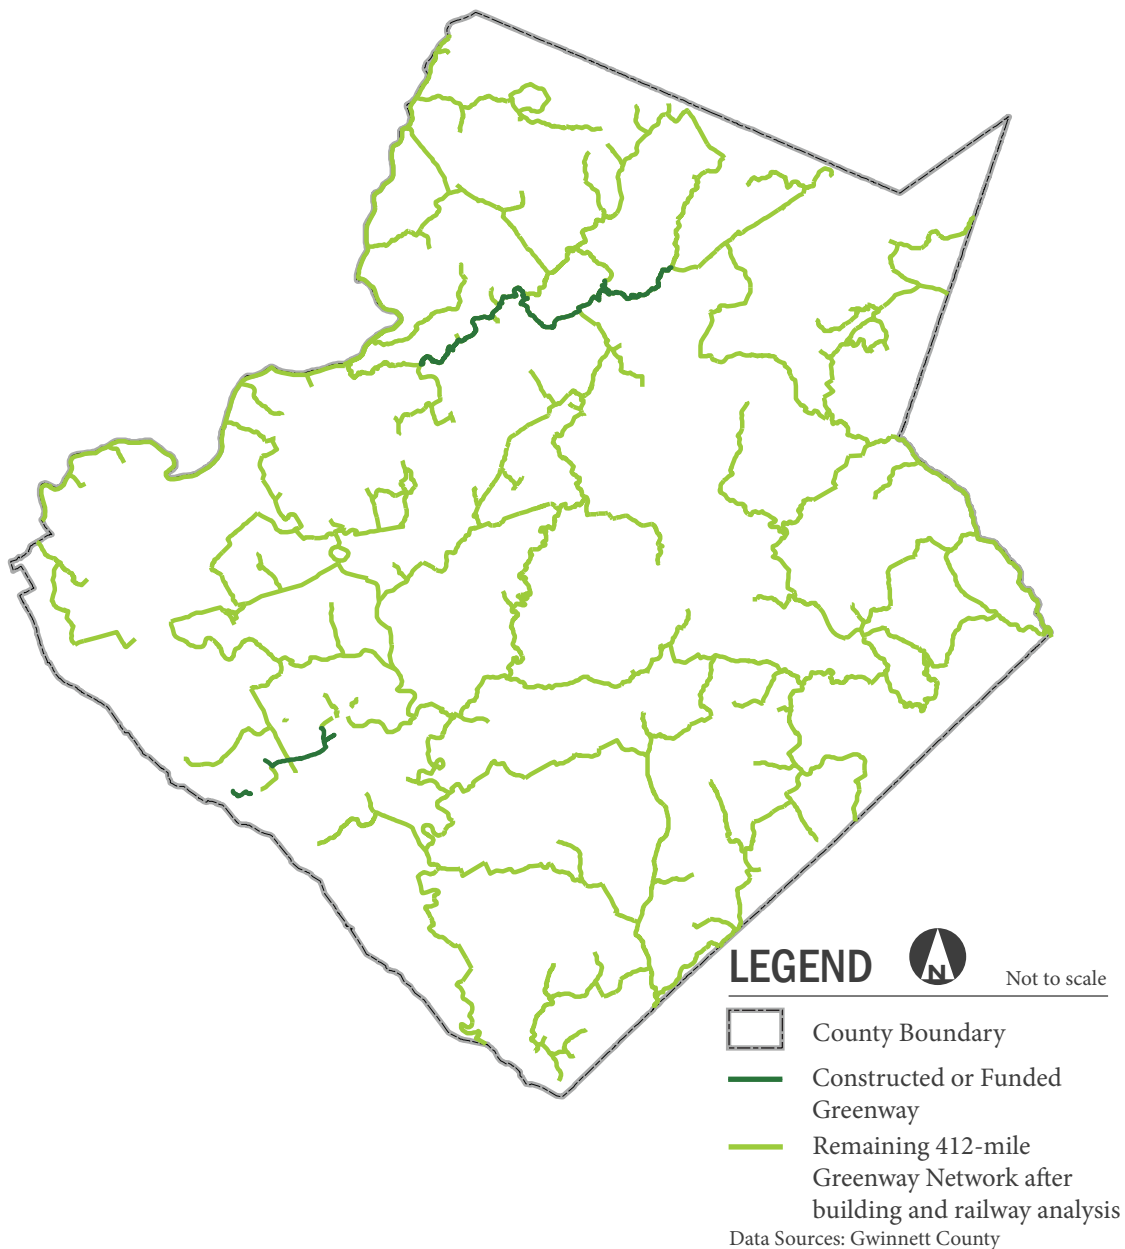 LEGEND
N
Not to scale
County Boundary
Constructed or Funded
Greenway
Remaining 412-mile
Greenway Network after
building and railway analysis
Data Sources: Gwinnett County